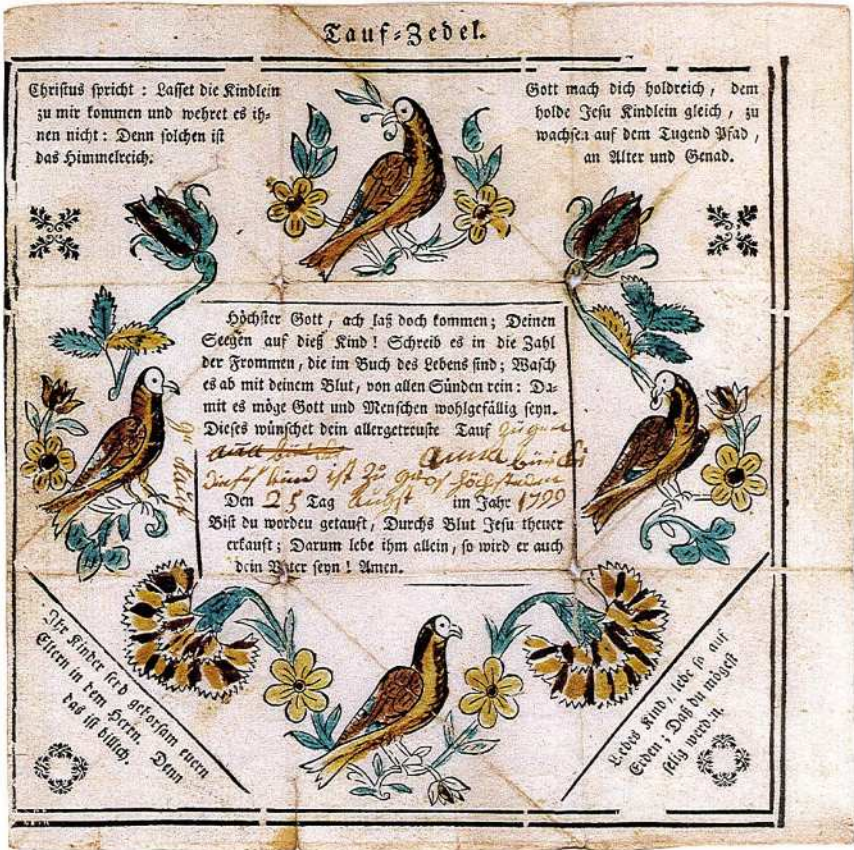 Tauf-Zedel.
Christus spricht: Lasset die Kindlein
zu mir kommen und wehret es ih-
nen nicht: Denn solchen ist
das Himmelreich.
Gott mach dich holdreich, dem
holde Jesu Kindlein gleich, zu
wachsen auf dem Tugend Pfad,
an Alter und Genad.
Höchster Gott, ach laß doch kommen; Deinen
Seegen auf dieß Kind! Schreib es in die Zahl
der Frommen, die im Buch des Lebens sind; Wasch
es ab mit deinem Blut, von allen Sünden rein: Da-
mit es möge Gott und Menschen wohlgefällig seyn.
Dieses wünschet dein allergetreuste Tauf
anna
dieses kind ist zu höchstetten
Den 25 Tag Augst im Jahr 1799
Bist du worden getauft, Durchs Blut Jesu theuer
erkauft; Darum lebe ihm allein, so wird er auch
dein Vater seyn! Amen.
Ihr Kinder seyd gehorsam euern
Eltern in dem Herrn, Denn
das ist billich.
Liebes Kind, lebe so auf
Erden; Daß du mögest
selig werden.